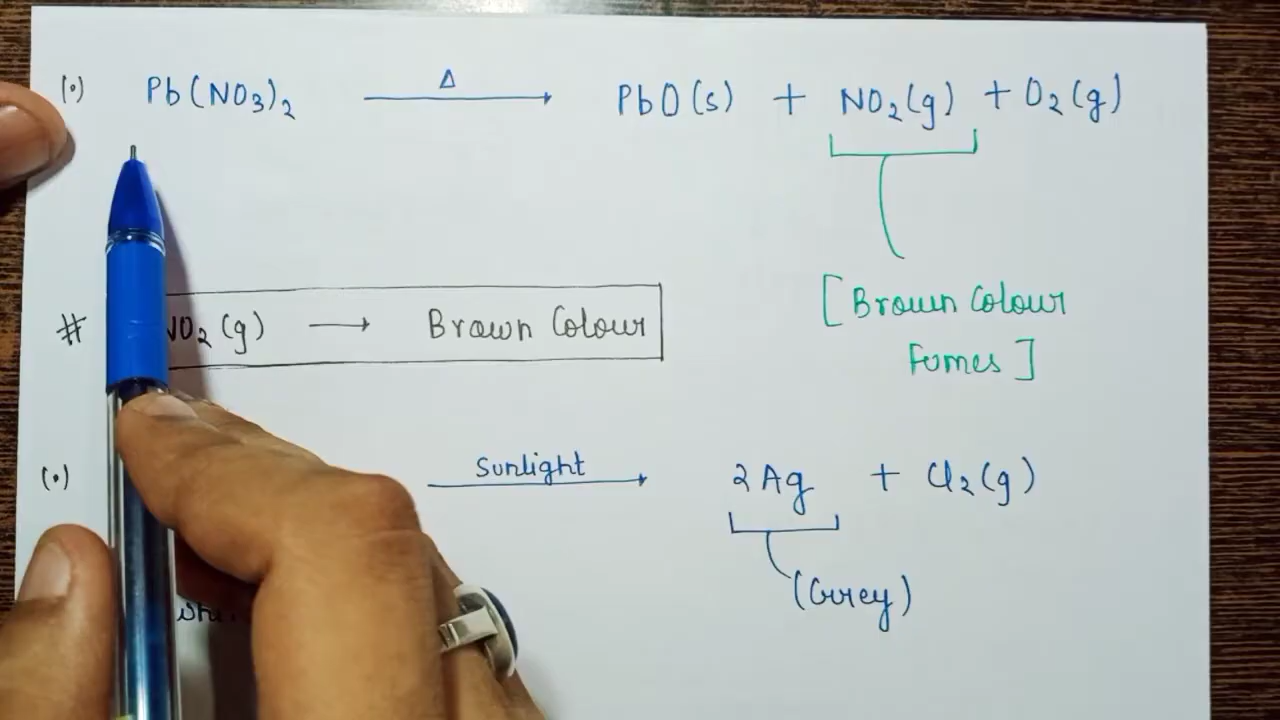 (•) Pb(NO₃)₂ Δ→ PbO(s) + NO₂(g) + O₂(g)
[Brown Colour
Fumes]
# NO₂(g) → Brown Colour
(•) Sunlight→ 2Ag + Cl₂(g)
(Grey)